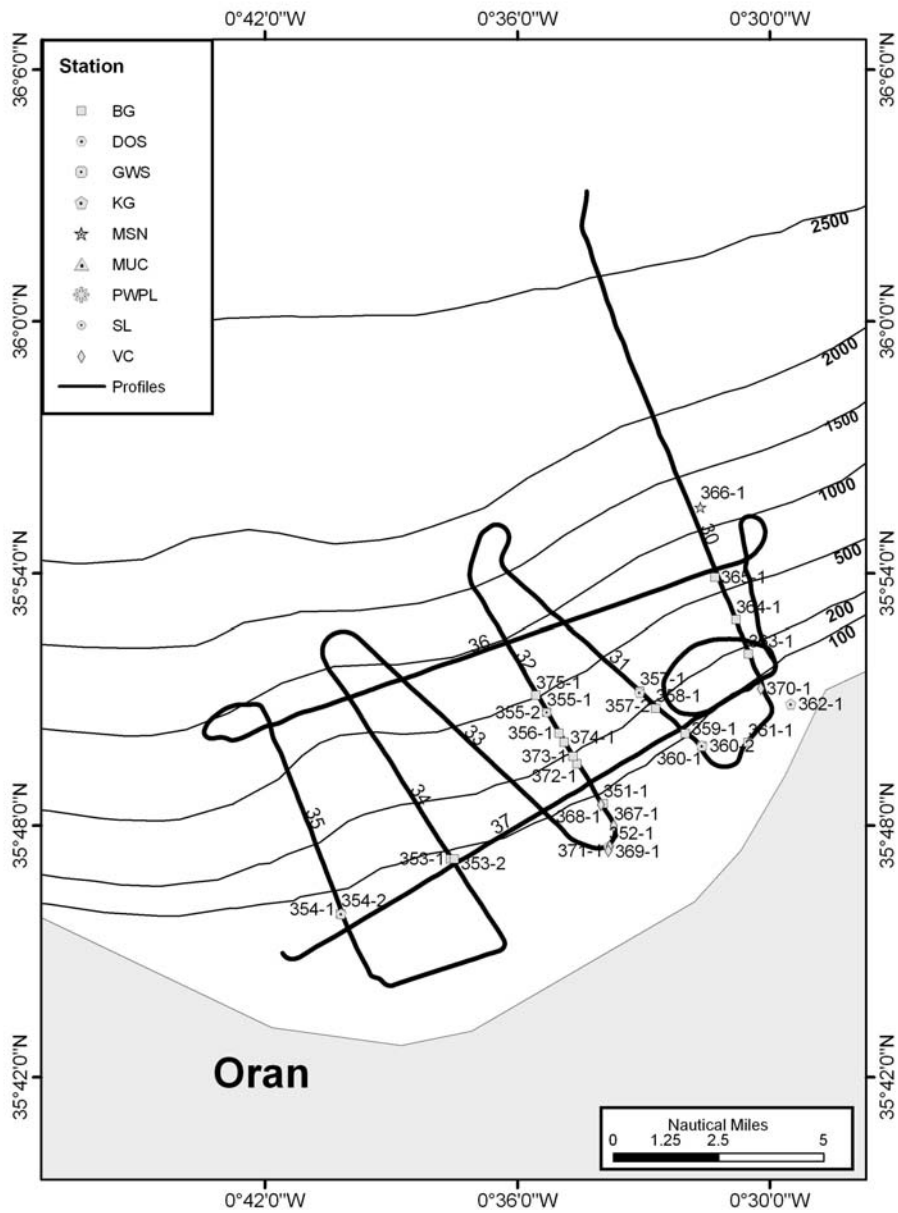 0°42'0"W 0°36'0"W 0°30'0"W
36°6'0"N 36°6'0"N
Station
BG
DOS
GWS
KG
MSN
MUC
PWPL
SL
VC
Profiles
2500
36°0'0"N 36°0'0"N
2000
1500
1000
366-1
30
500
35°54'0"N 35°54'0"N
365-1
364-1
200
100
363-1
36
32
31
375-1
357-1
370-1
355-1
357-2
358-1
362-1
355-2
356-1
374-1
359-1
361-1
33
373-1
360-1
360-2
372-1
34
351-1
35
37
368-1
367-1
35°48'0"N 35°48'0"N
352-1
371-1
369-1
353-1
353-2
354-1
354-2
35°42'0"N 35°42'0"N
Oran
Nautical Miles
0 1.25 2.5 5
0°42'0"W 0°36'0"W 0°30'0"W